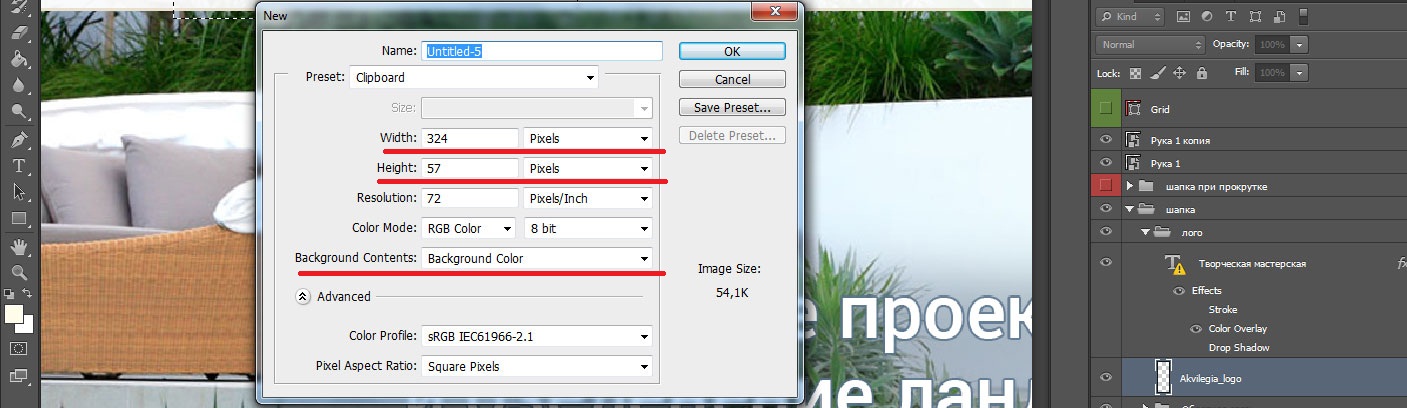 New
Name: Untitled-5
OK
Preset: Clipboard
Cancel
Size:
Save Preset...
Width: 324 Pixels
Delete Preset...
Height: 57 Pixels
Resolution: 72 Pixels/Inch
Color Mode: RGB Color 8 bit
Background Contents: Background Color
Image Size:
54,1K
Advanced
Color Profile: sRGB IEC61966-2.1
Pixel Aspect Ratio: Square Pixels
е проек
ние лан
T
Kind
T
Normal
Opacity: 100%
Lock:
Fill: 100%
Grid
Рука 1 копия
Рука 1
шапка при прокрутке
шапка
лого
T Творческая мастерская fx
Effects
Stroke
Color Overlay
Drop Shadow
Akvilegia_logo